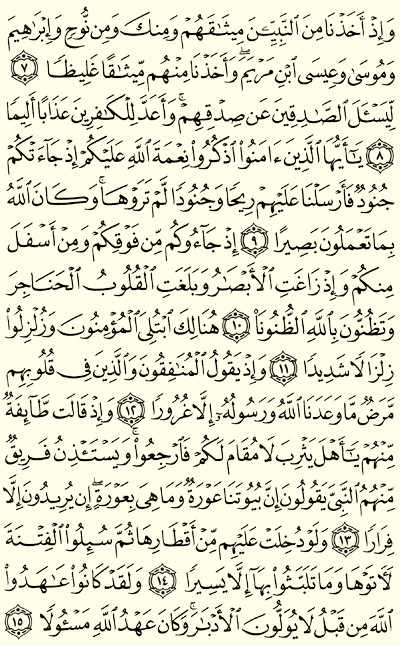 وَإِذْ أَخَذْنَا مِنَ ٱلنَّبِيِّـۧنَ مِيثَٰقَهُمْ وَمِنكَ وَمِن نُّوحٍ وَإِبْرَٰهِيمَ
وَمُوسَىٰ وَعِيسَى ٱبْنِ مَرْيَمَ ۖ وَأَخَذْنَا مِنْهُم مِّيثَٰقًا غَلِيظًا ٧
لِّيَسْـَٔلَ ٱلصَّٰدِقِينَ عَن صِدْقِهِمْ ۚ وَأَعَدَّ لِلْكَٰفِرِينَ عَذَابًا أَلِيمًا
٨ يَٰٓأَيُّهَا ٱلَّذِينَ ءَامَنُوا۟ ٱذْكُرُوا۟ نِعْمَةَ ٱللَّهِ عَلَيْكُمْ إِذْ جَآءَتْكُمْ
جُنُودٌ فَأَرْسَلْنَا عَلَيْهِمْ رِيحًا وَجُنُودًا لَّمْ تَرَوْهَا ۚ وَكَانَ ٱللَّهُ
بِمَا تَعْمَلُونَ بَصِيرًا ٩ إِذْ جَآءُوكُم مِّن فَوْقِكُمْ وَمِنْ أَسْفَلَ
مِنكُمْ وَإِذْ زَاغَتِ ٱلْأَبْصَٰرُ وَبَلَغَتِ ٱلْقُلُوبُ ٱلْحَنَاجِرَ
وَتَظُنُّونَ بِٱللَّهِ ٱلظُّنُونَا۠ ١٠ هُنَالِكَ ٱبْتُلِىَ ٱلْمُؤْمِنُونَ وَزُلْزِلُوا۟
زِلْزَالًا شَدِيدًا ١١ وَإِذْ يَقُولُ ٱلْمُنَٰفِقُونَ وَٱلَّذِينَ فِى قُلُوبِهِم
مَّرَضٌ مَّا وَعَدَنَا ٱللَّهُ وَرَسُولُهُۥٓ إِلَّا غُرُورًا ١٢ وَإِذْ قَالَت طَّآئِفَةٌ
مِّنْهُمْ يَٰٓأَهْلَ يَثْرِبَ لَا مُقَامَ لَكُمْ فَٱرْجِعُوا۟ ۚ وَيَسْتَـْٔذِنُ فَرِيقٌ
مِّنْهُمُ ٱلنَّبِىَّ يَقُولُونَ إِنَّ بُيُوتَنَا عَوْرَةٌ وَمَا هِىَ بِعَوْرَةٍ ۖ إِن يُرِيدُونَ إِلَّا
فِرَارًا ١٣ وَلَوْ دُخِلَتْ عَلَيْهِم مِّنْ أَقْطَارِهَا ثُمَّ سُئِلُوا۟ ٱلْفِتْنَةَ
لَـَٔاتَوْهَا وَمَا تَلَبَّثُوا۟ بِهَآ إِلَّا يَسِيرًا ١٤ وَلَقَدْ كَانُوا۟ عَٰهَدُوا۟
ٱللَّهَ مِن قَبْلُ لَا يُوَلُّونَ ٱلْأَدْبَٰرَ ۚ وَكَانَ عَهْدُ ٱللَّهِ مَسْـُٔولًا ١٥